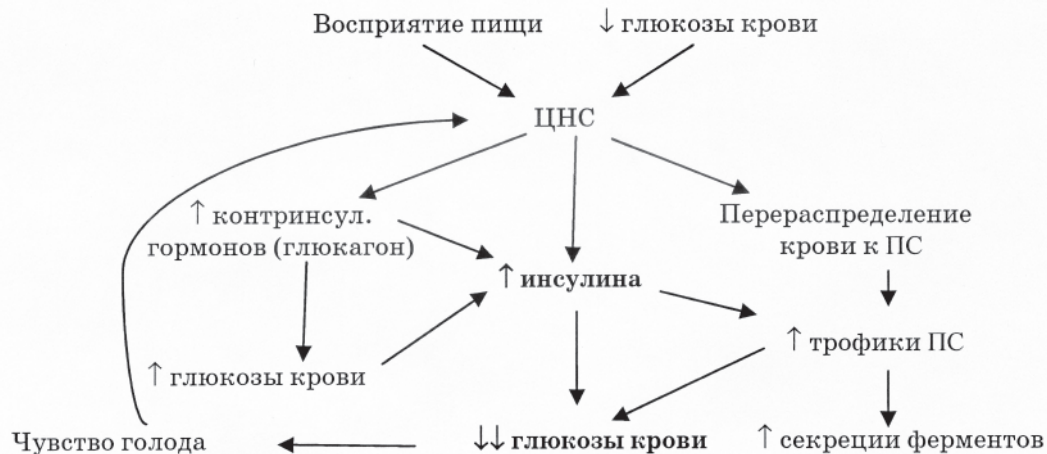 Восприятие пищи ↓ глюкозы крови
ЦНС
↑ контринсул.
гормонов (глюкагон)
Перераспределение
крови к ПС
↑ инсулина
↑ трофики ПС
↑ глюкозы крови
Чувство голода ↓↓ глюкозы крови ↑ секреции ферментов